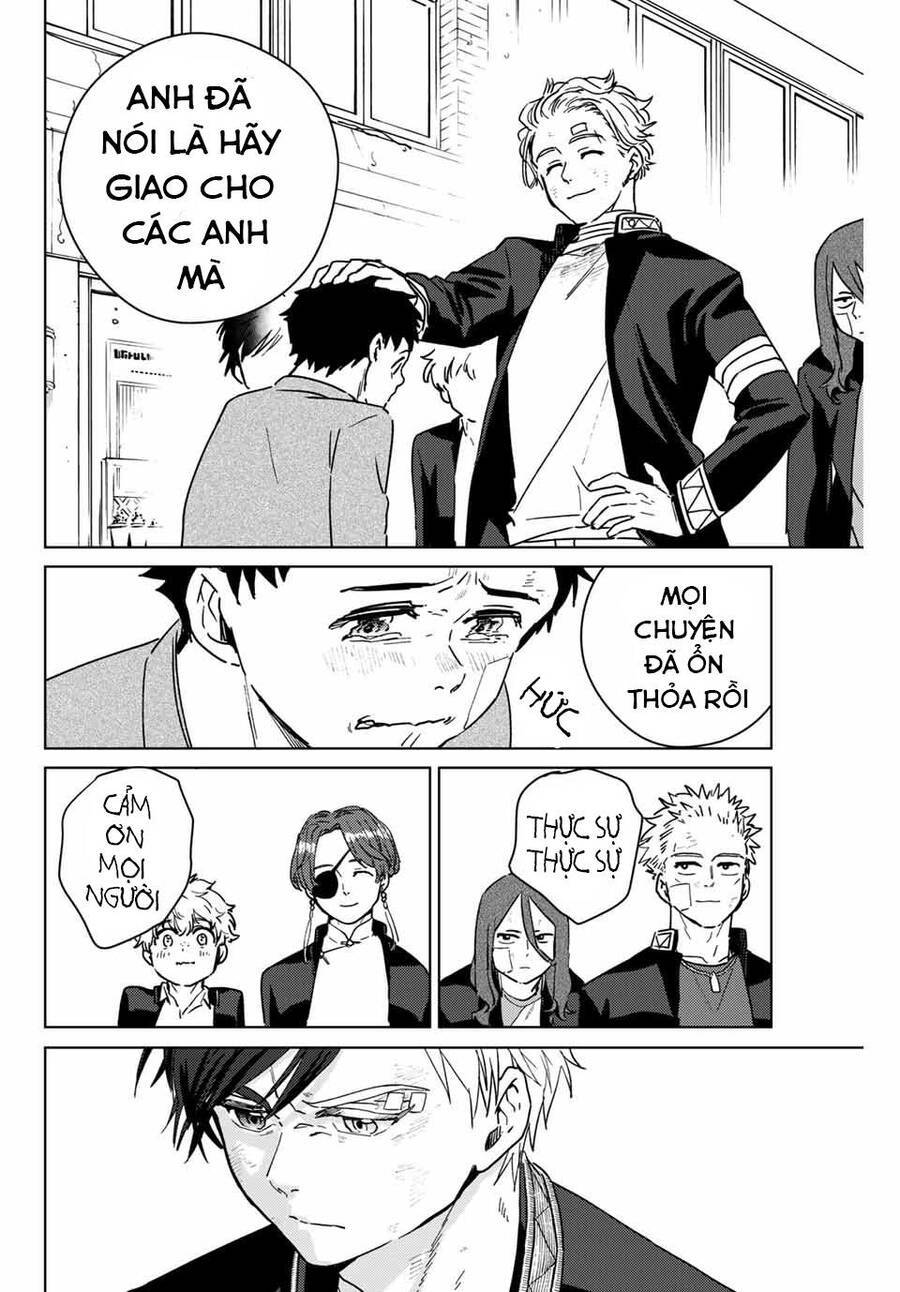 ANH ĐÃ
NÓI LÀ HÃY
GIAO CHO
CÁC ANH
MÀ
MỌI
CHUYỆN
ĐÃ ỔN
THỎA RỒI
HỨC
THỰC SỰ
THỰC SỰ
CẢM
ƠN
MỌI
NGƯỜI